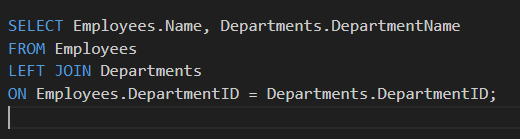 SELECT Employees.Name, Departments.DepartmentName
FROM Employees
LEFT JOIN Departments
ON Employees.DepartmentID = Departments.DepartmentID;